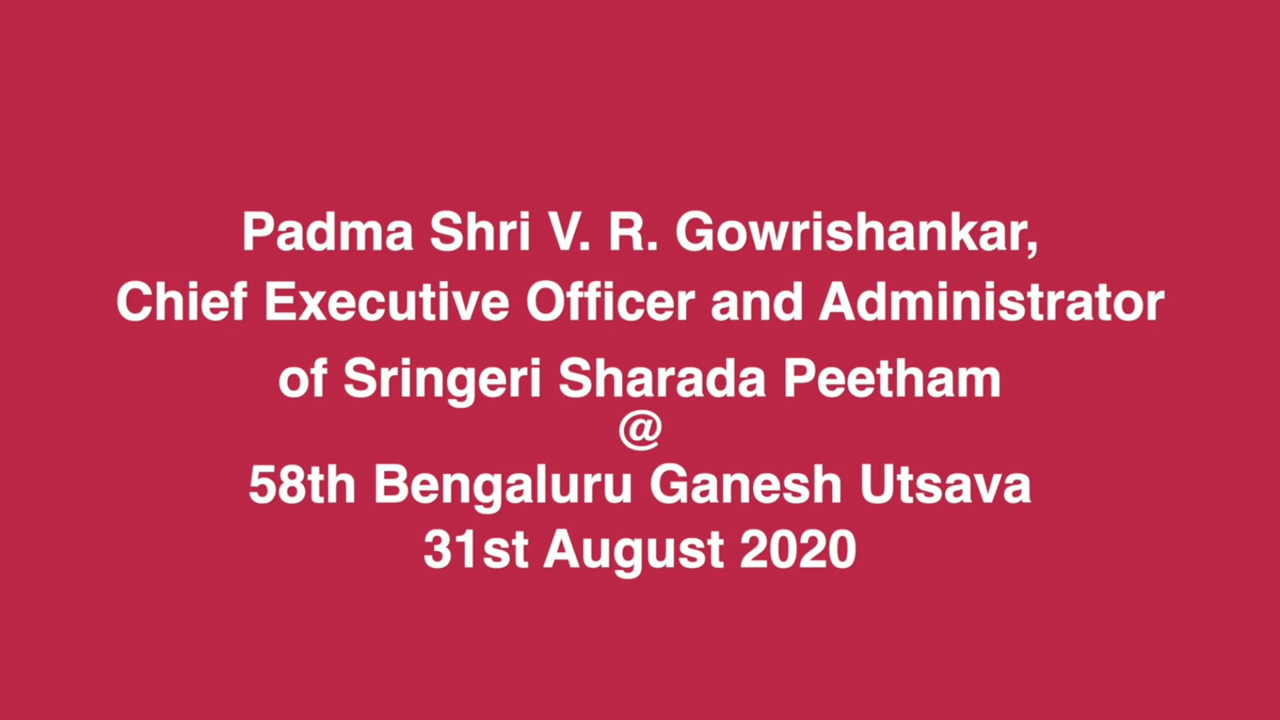 Padma Shri V. R. Gowrishankar,
Chief Executive Officer and Administrator
of Sringeri Sharada Peetham
@
58th Bengaluru Ganesh Utsava
31st August 2020